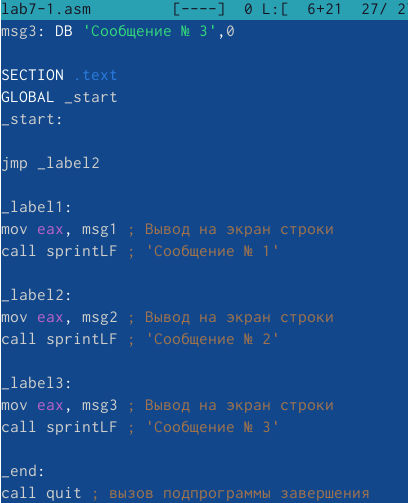 lab7-1.asm [----] 0 L:[ 6+21 27/ 2
msg3: DB 'Сообщение № 3',0
SECTION .text
GLOBAL _start
_start:
jmp _label2
_label1:
mov eax, msg1 ; Вывод на экран строки
call sprintLF ; 'Сообщение № 1'
_label2:
mov eax, msg2 ; Вывод на экран строки
call sprintLF ; 'Сообщение № 2'
_label3:
mov eax, msg3 ; Вывод на экран строки
call sprintLF ; 'Сообщение № 3'
_end:
call quit ; вызов подпрограммы завершения